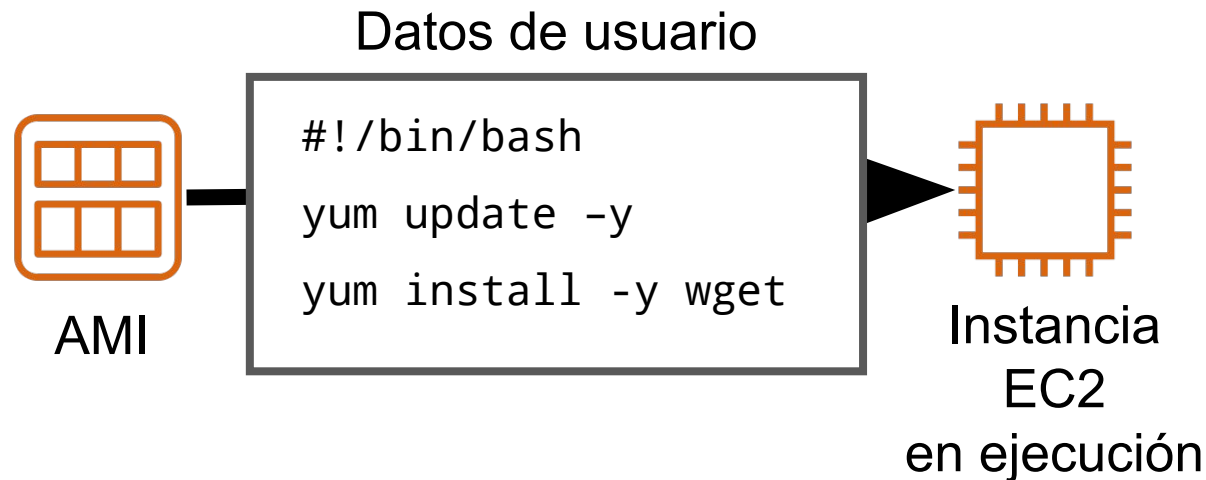 Datos de usuario
#!/bin/bash
yum update –y
yum install -y wget
AMI
Instancia
EC2
en ejecución